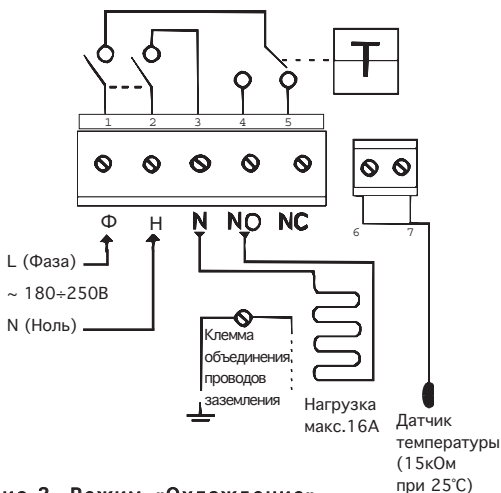 T
1 2 3 4 5
Ф Н N NO NC
6 7
L (Фаза)
~ 180÷250В
N (Ноль)
Клемма
объединения
проводов
заземления
Нагрузка
макс.16А
Датчик
температуры
(15кОм
при 25°С)
2. Режим «Охлаждение»